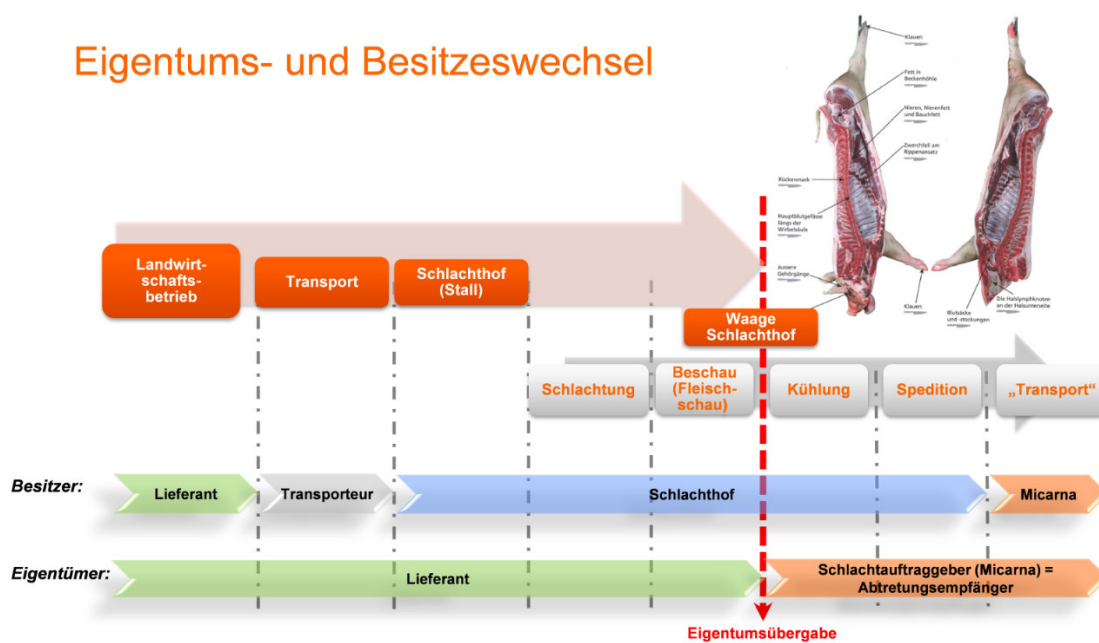 Eigentums- und Besitzeswechsel
Klauen
Fett in
Beckenhöhle
Nieren, Nierenfett
und Bauchfett
Zwerchfell am
Rippenansatz
Rückenmark
Hauptblutgefässe
längs der
Wirbelsäule
äussere
Gehörgänge
Klauen
Blutsäcke
und -stockungen
Die Halslymphknoten
an der Halsunterseite
Landwirt-
schafts-
betrieb
Transport
Schlachthof
(Stall)
Waage
Schlachthof
Schlachtung
Beschau
(Fleisch-
schau)
Kühlung
Spedition
„Transport“
Besitzer:
Lieferant
Transporteur
Schlachthof
Micarna
Eigentümer:
Lieferant
Schlachtauftraggeber (Micarna) =
Abtretungsempfänger
Eigentumsübergabe